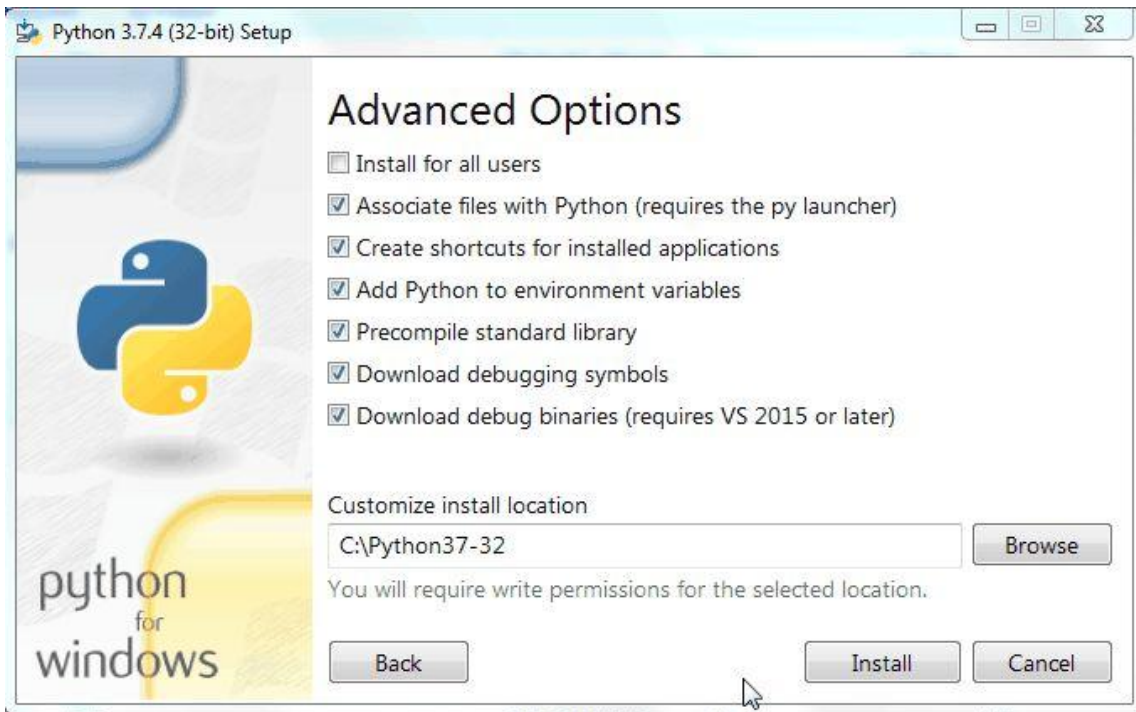 Python 3.7.4 (32-bit) Setup
Advanced Options
Install for all users
Associate files with Python (requires the py launcher)
Create shortcuts for installed applications
Add Python to environment variables
Precompile standard library
Download debugging symbols
Download debug binaries (requires VS 2015 or later)
Customize install location
C:\Python37-32
Browse
You will require write permissions for the selected location.
python
for
windows
Back
Install
Cancel